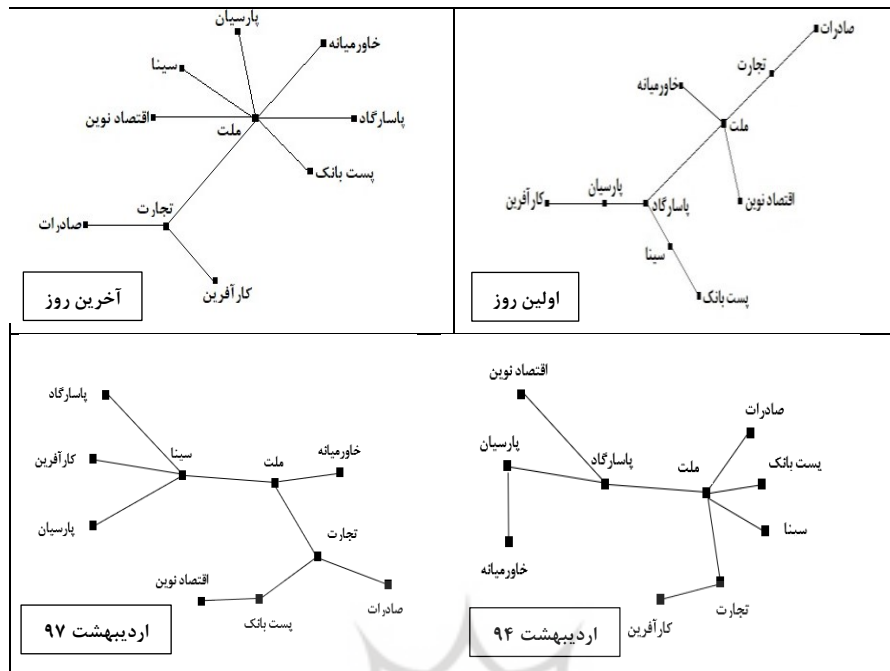 صادرات
تجارت
خاورمیانه
ملت
اقتصاد نوین
پارسیان
کارآفرین
پاسارگاد
سینا
پست بانک
اولین روز
پارسیان
خاورمیانه
سینا
اقتصاد نوین
ملت
پاسارگاد
پست بانک
تجارت
صادرات
کارآفرین
آخرین روز
اقتصاد نوین
صادرات
پارسیان
پاسارگاد
ملت
پست بانک
سینا
خاورمیانه
تجارت
کارآفرین
اردیبهشت ۹۴
پاسارگاد
سینا
خاورمیانه
ملت
کارآفرین
پارسیان
تجارت
اقتصاد نوین
پست بانک
صادرات
اردیبهشت ۹۷